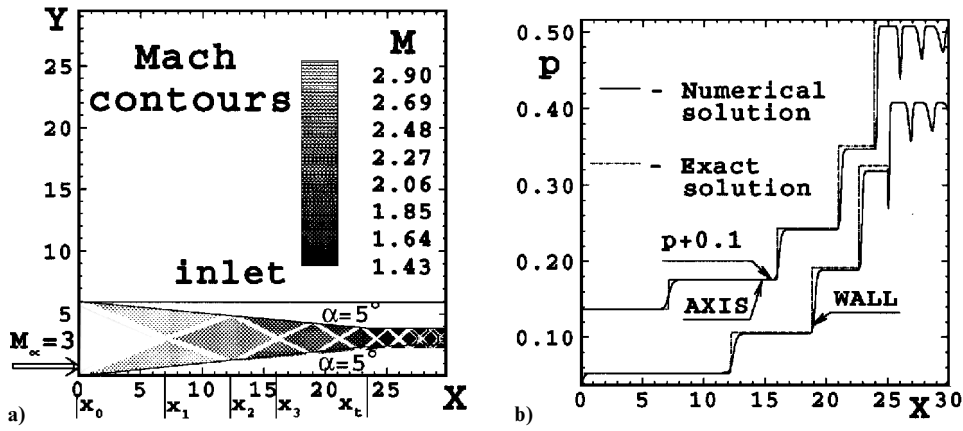 Y
25
20
15
10
5
Mach
contours
M
2.90
2.69
2.48
2.27
2.06
1.85
1.64
1.43
inlet
α=5°
α=5°
M∝=3
0
5
10
15
20
25
X
x₀
x₁
x₂
x₃
xₜ
a)
0.50
p
0.40
0.30
0.20
0.10
- Numerical
solution
- Exact
solution
p+0.1
AXIS
WALL
0
5
10
15
20
25
30
X
b)